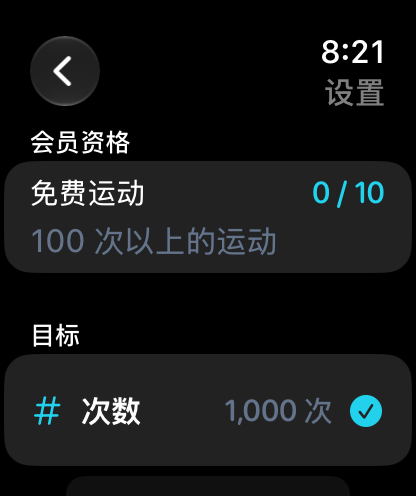 8:21
设置
会员资格
免费运动 0 / 10
100 次以上的运动
目标
# 次数 1,000 次